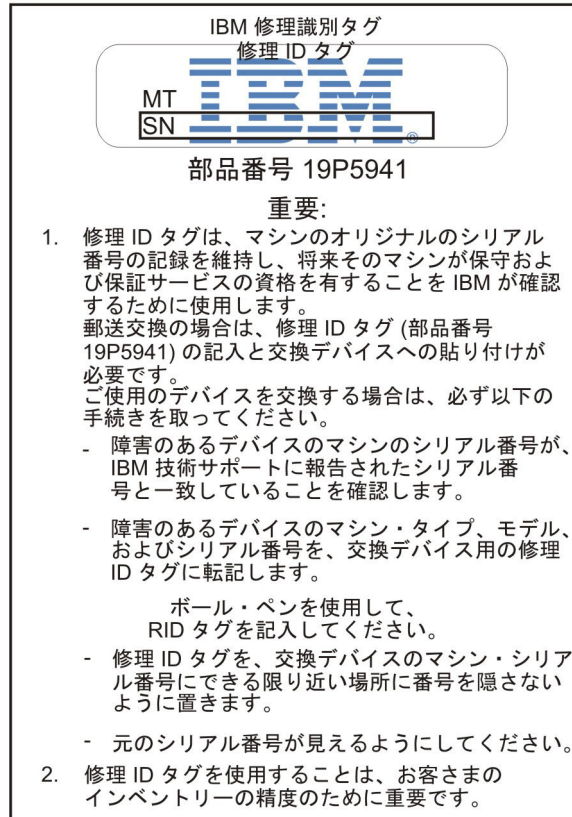 IBM 修理識別タグ
修理 ID タグ
IBM®
MT
SN
部品番号 19P5941
重要:
1. 修理 ID タグは、マシンのオリジナルのシリアル
番号の記録を維持し、将来そのマシンが保守およ
び保証サービスの資格を有することを IBM が確認
するために使用します。
郵送交換の場合は、修理 ID タグ (部品番号
19P5941) の記入と交換デバイスへの貼り付けが
必要です。
ご使用のデバイスを交換する場合は、必ず以下の
手続きを取ってください。
- 障害のあるデバイスのマシンのシリアル番号が、
IBM 技術サポートに報告されたシリアル番
号と一致していることを確認します。
- 障害のあるデバイスのマシン・タイプ、モデル、
およびシリアル番号を、交換デバイス用の修理
ID タグに転記します。
ボール・ペンを使用して、
RID タグを記入してください。
- 修理 ID タグを、交換デバイスのマシン・シリア
ル番号にできる限り近い場所に番号を隠さない
ように置きます。
- 元のシリアル番号が見えるようにしてください。
2. 修理 ID タグを使用することは、お客さまの
インベントリーの精度のために重要です。